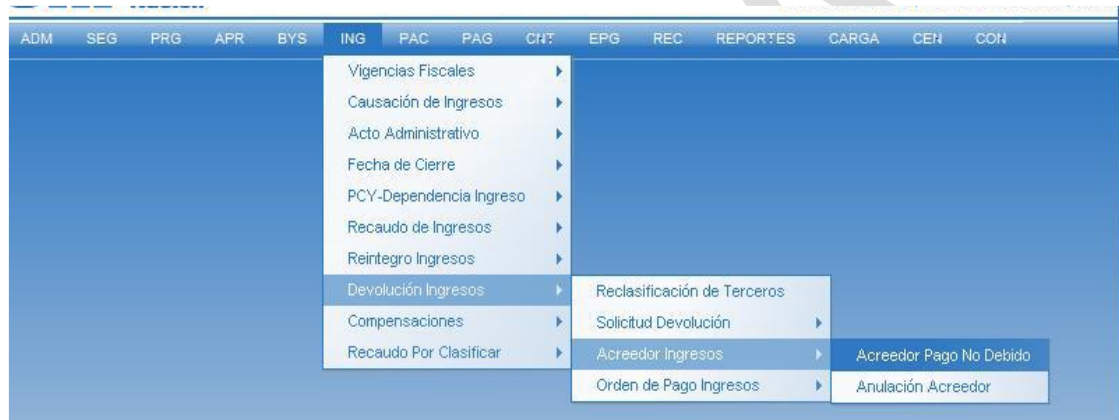 ADM SEG PRG APR BYS ING PAC PAG CNT EPG REC REPORTES CARGA CEN CON
Vigencias Fiscales
Causación de Ingresos
Acto Administrativo
Fecha de Cierre
PCY-Dependencia Ingreso
Recaudo de Ingresos
Reintegro Ingresos
Devolución Ingresos
Compensaciones
Recaudo Por Clasificar
Reclasificación de Terceros
Solicitud Devolución
Acreedor Ingresos
Orden de Pago Ingresos
Acreedor Pago No Debido
Anulación Acreedor